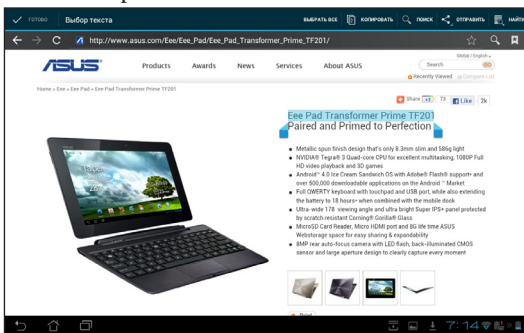 ГОТОВО
Выбор текста
ВЫБРАТЬ ВСЕ
КОПИРОВАТЬ
ПОИСК
ОТПРАВИТЬ
НАЙТИ
http://www.asus.com/Eee/Eee_Pad/Eee_Pad_Transformer_Prime_TF201/
Global / English
ASUS
Products
Awards
News
Services
About ASUS
Search
GO
Recently Viewed
Compare List
Home » Eee » Eee Pad » Eee Pad Transformer Prime TF201
Share
+1
73
Like
2k
Eee Pad Transformer Prime TF201
Paired and Primed to Perfection
Metallic spun finish design that's only 8.3mm slim and 586g light
NVIDIA® Tegra® 3 Quad-core CPU for excellent multitasking, 1080P Full
HD video playback and 3D games
Android™ 4.0 Ice Cream Sandwich OS with Adobe® Flash® support* and
over 500,000 downloadable applications on the Android ™ Market
Full QWERTY keyboard with touchpad and USB port, while also extending
the battery to 18 hours* when combined with the mobile dock
Ultra-wide 178 viewing angle and ultra bright Super IPS+ panel protected
by scratch resistant Corning® Gorilla® Glass
MicroSD Card Reader, Micro HDMI port and 8G life time ASUS
Webstorage space for easy sharing & expandability
8MP rear auto-focus camera with LED flash, back-illuminated CMOS
sensor and large aperture design to clearly capture every moment
Print
7:14